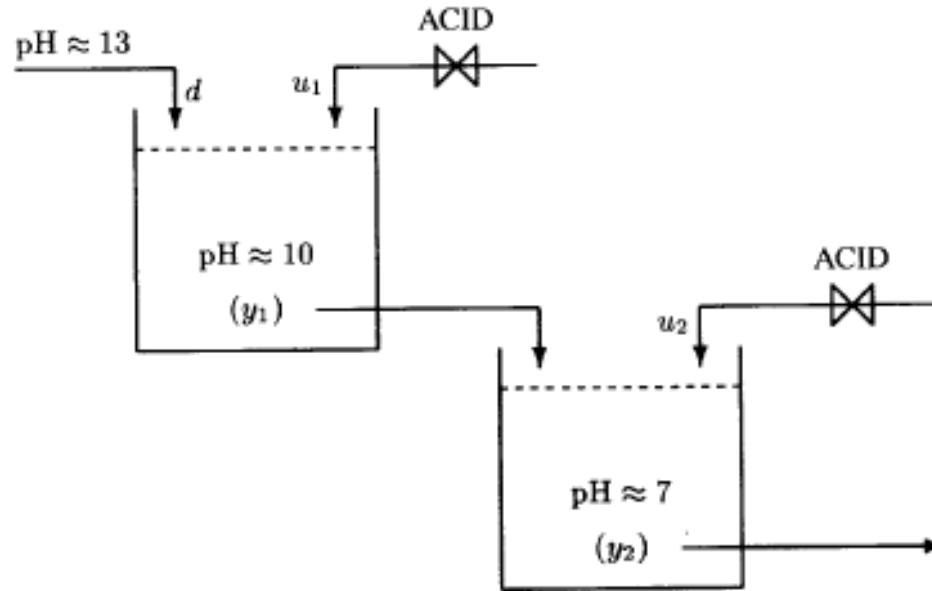 pH ≈ 13
ACID
d
u₁
pH ≈ 10
(y₁)
ACID
u₂
pH ≈ 7
(y₂)